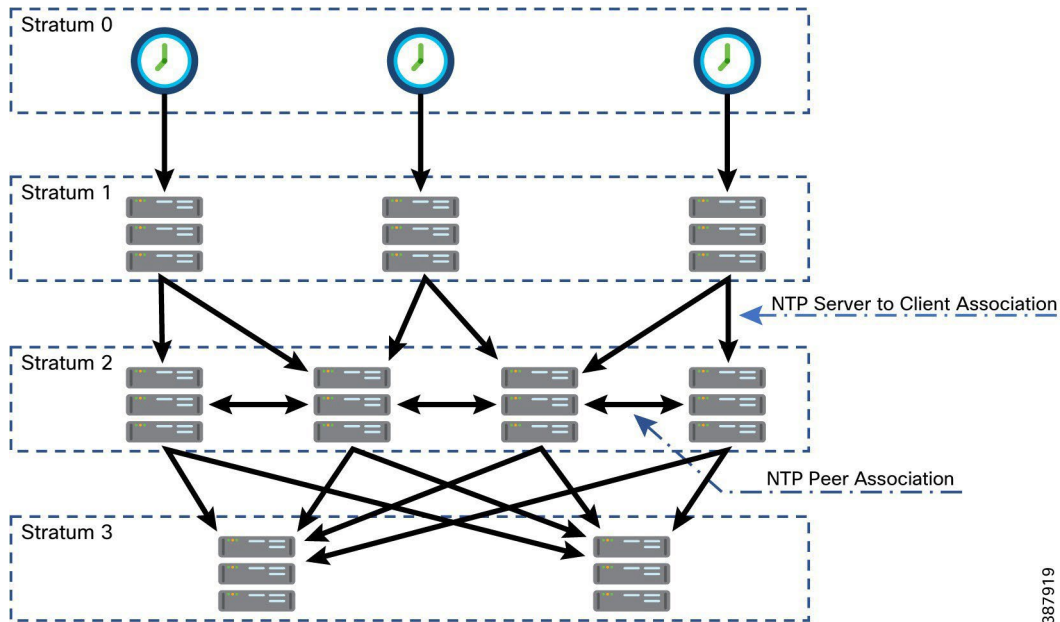 Stratum 0
Stratum 1
NTP Server to Client Association
Stratum 2
NTP Peer Association
Stratum 3
387919